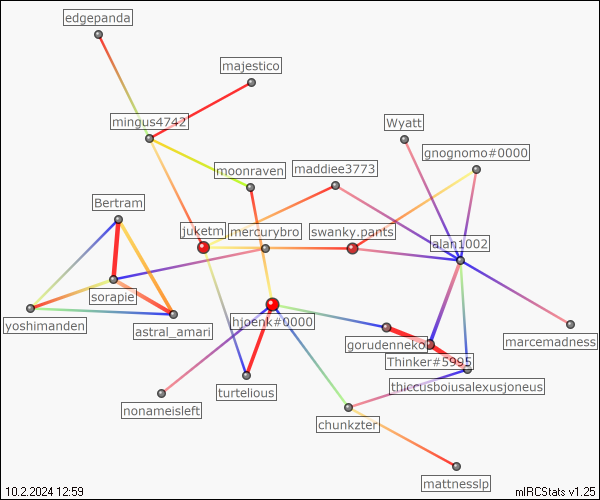 edgepanda
majestico
mingus4742
Wyatt
gnognomo#0000
moonraven
maddiee3773
Bertram
juketm
mercurybro
swanky.pants
alan1002
sorapie
yoshimanden
astral_amari
hjoenk#0000
gorudenneko
marcemadness
Thinker#5995
turtelious
thiccusboiusalexusjoneus
nonameisleft
chunkzter
mattnesslp
10.2.2024 12:59
mIRCStats v1.25